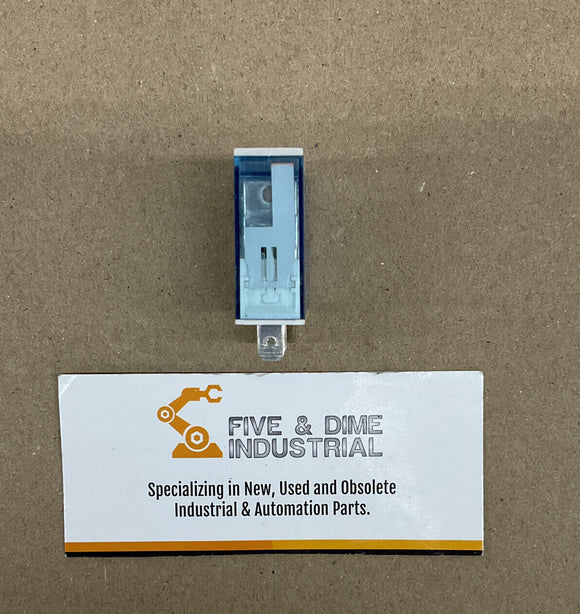 FIVE & DIME
INDUSTRIAL
Specializing in New, Used and Obsolete
Industrial & Automation Parts.